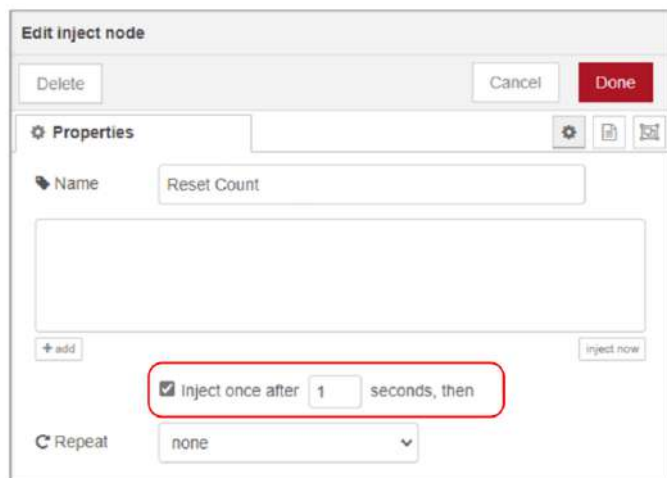 Edit inject node
Delete Cancel Done
Properties
Name Reset Count
+ add inject now
Inject once after 1 seconds, then
Repeat none